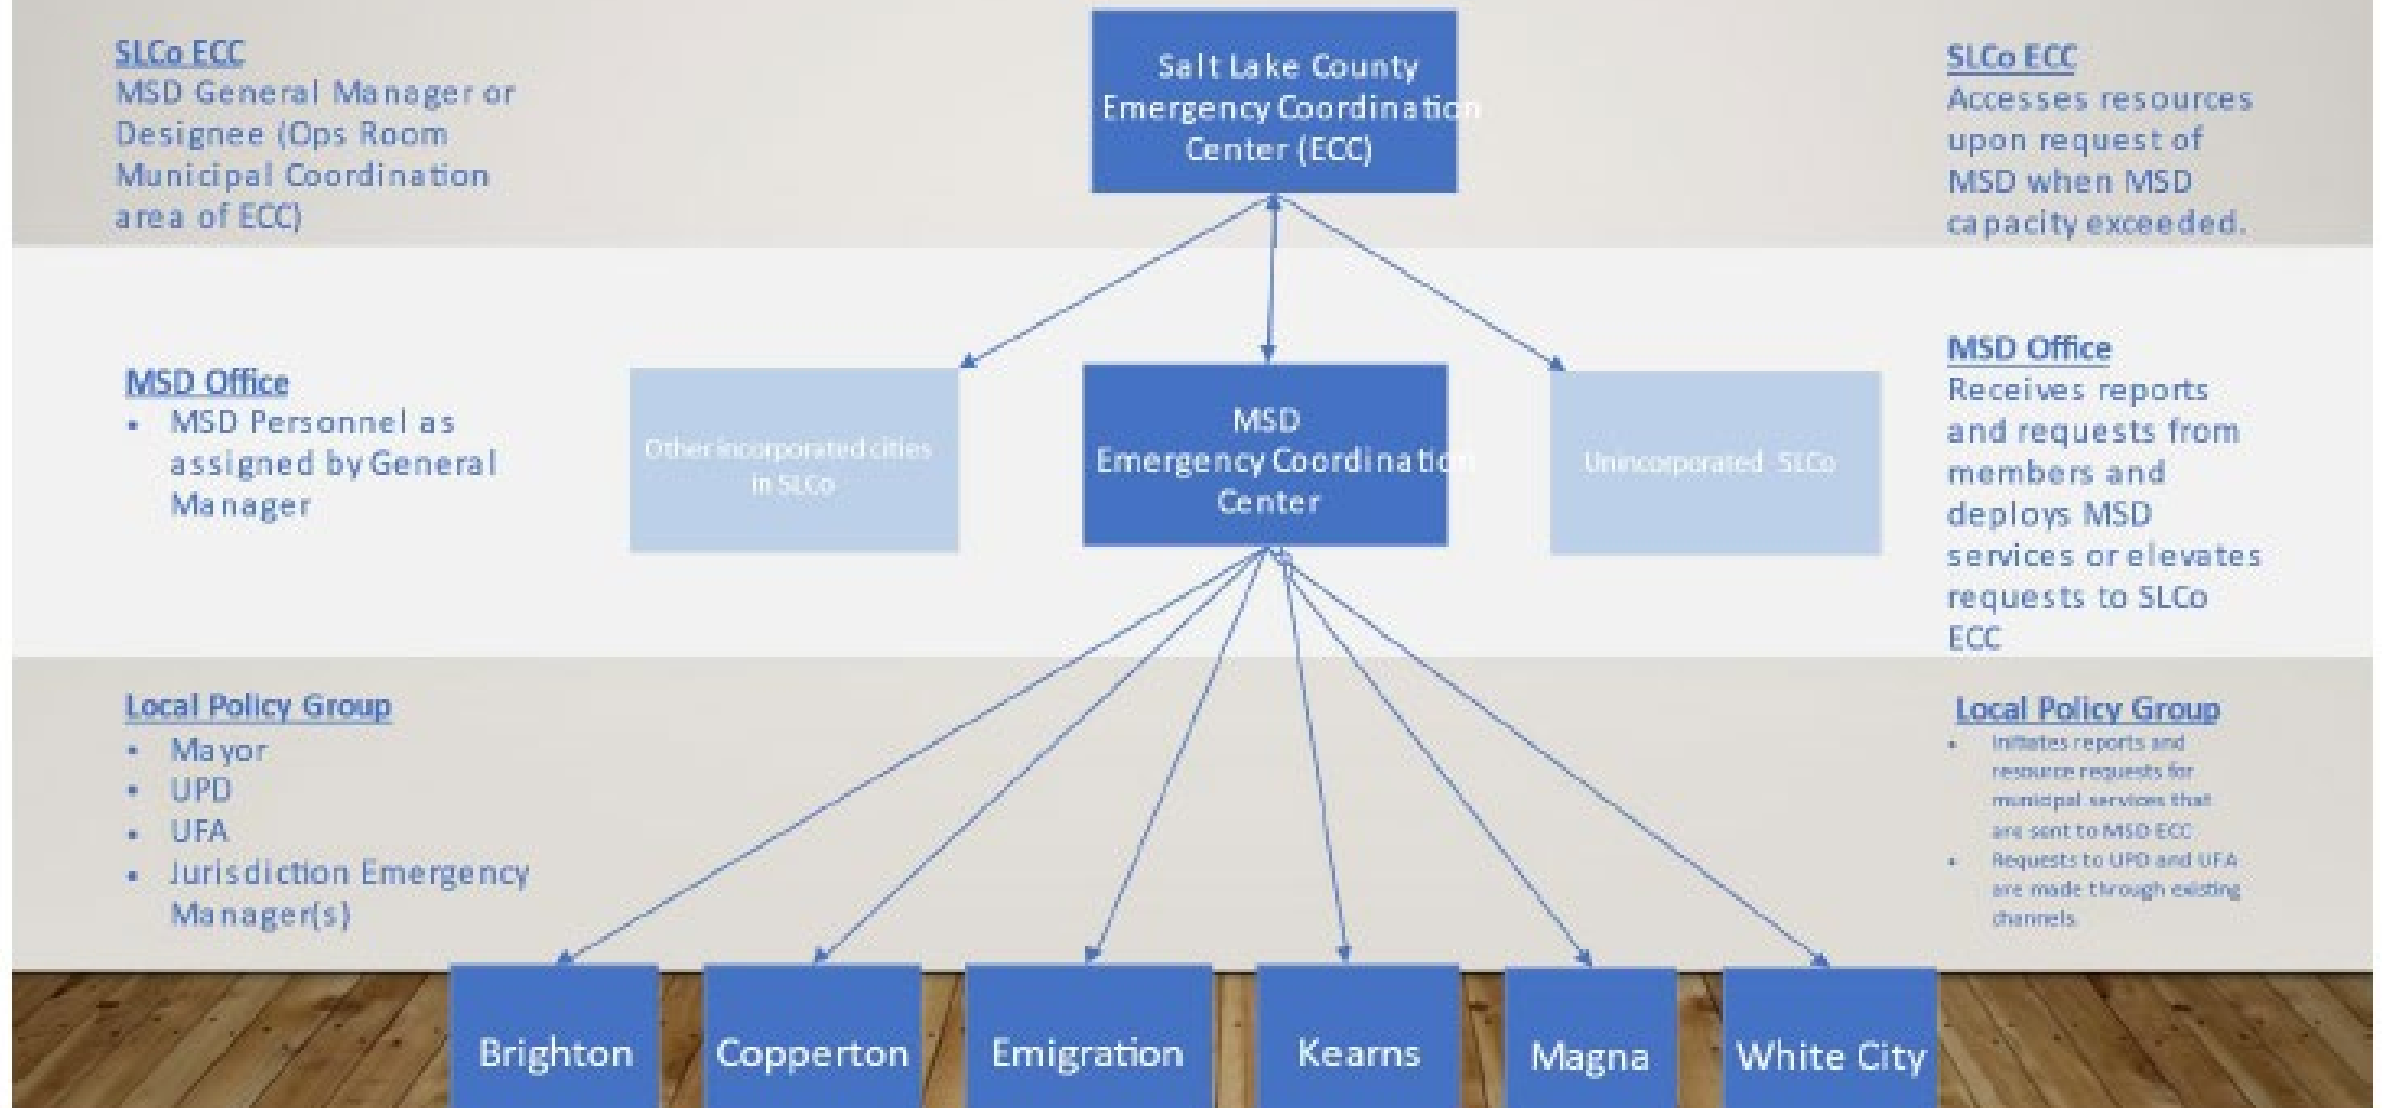 SLCo ECC
MSD General Manager or
Designee (Ops Room
Municipal Coordination
area of ECC)
Salt Lake County
Emergency Coordination
Center (ECC)
SLCo ECC
Accesses resources
upon request of
MSD when MSD
capacity exceeded.
MSD Office
• MSD Personnel as
assigned by General
Manager
Other incorporated cities
in SLCo
MSD
Emergency Coordination
Center
Unincorporated SLCo
MSD Office
Receives reports
and requests from
members and
deploys MSD
services or elevates
requests to SLCo
ECC
Local Policy Group
• Mayor
• UPD
• UFA
• Jurisdiction Emergency
Manager(s)
Local Policy Group
• Initiates reports and
resource requests for
municipal services that
are sent to MSD ECC
• Requests to UPD and UFA
are made through existing
channels.
Brighton
Copperton
Emigration
Kearns
Magna
White City